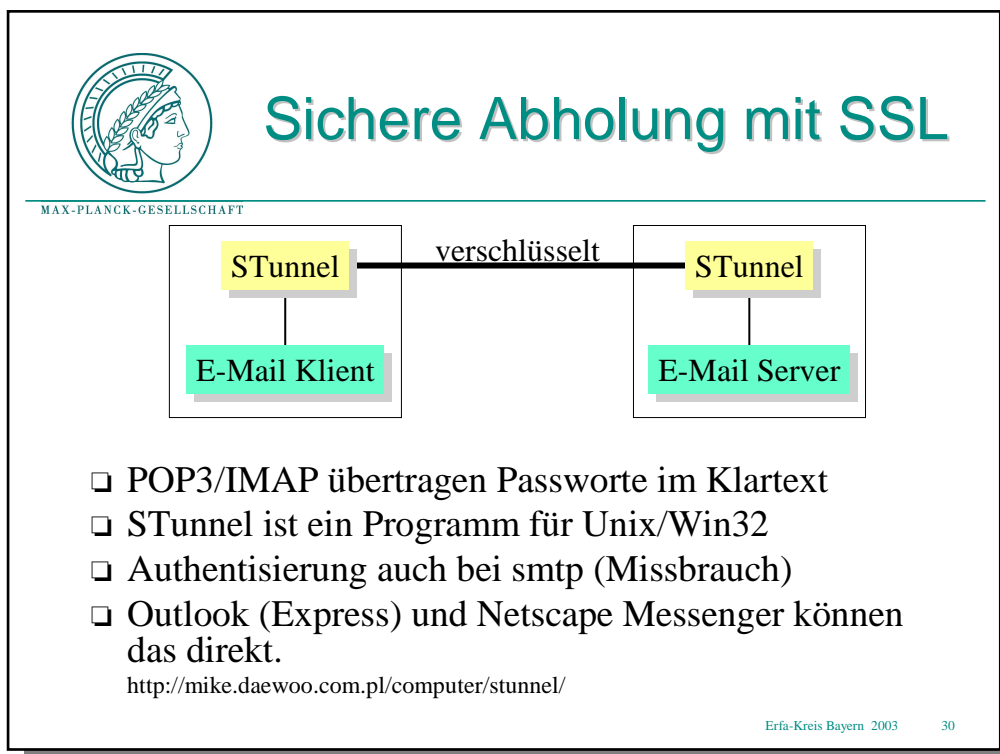 Sichere Abholung mit SSL
MAX-PLANCK-GESELLSCHAFT
STunnel
verschlüsselt
STunnel
E-Mail Klient
E-Mail Server
❏ POP3/IMAP übertragen Passworte im Klartext
❏ STunnel ist ein Programm für Unix/Win32
❏ Authentisierung auch bei smtp (Missbrauch)
❏ Outlook (Express) und Netscape Messenger können
das direkt.
http://mike.daewoo.com.pl/computer/stunnel/
Erfa-Kreis Bayern 2003 30